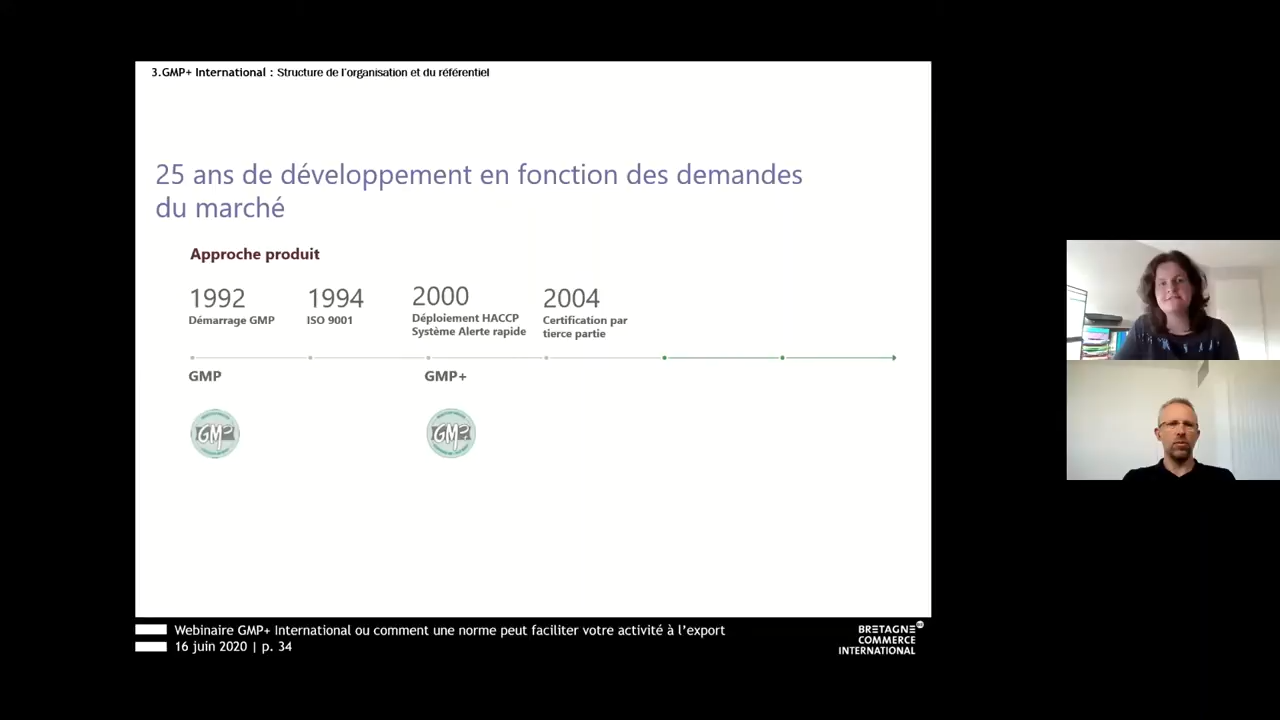 3.GMP+ International : Structure de l'organisation et du référentiel
25 ans de développement en fonction des demandes
du marché
Approche produit
1992
Démarrage GMP
1994
ISO 9001
2000
Déploiement HACCP
Système Alerte rapide
2004
Certification par
tierce partie
GMP
GMP+
GMP
GMP
Webinaire GMP+ International ou comment une norme peut faciliter votre activité à l'export
16 juin 2020 | p. 34
BRETAGNE
COMMERCE
INTERNATIONAL